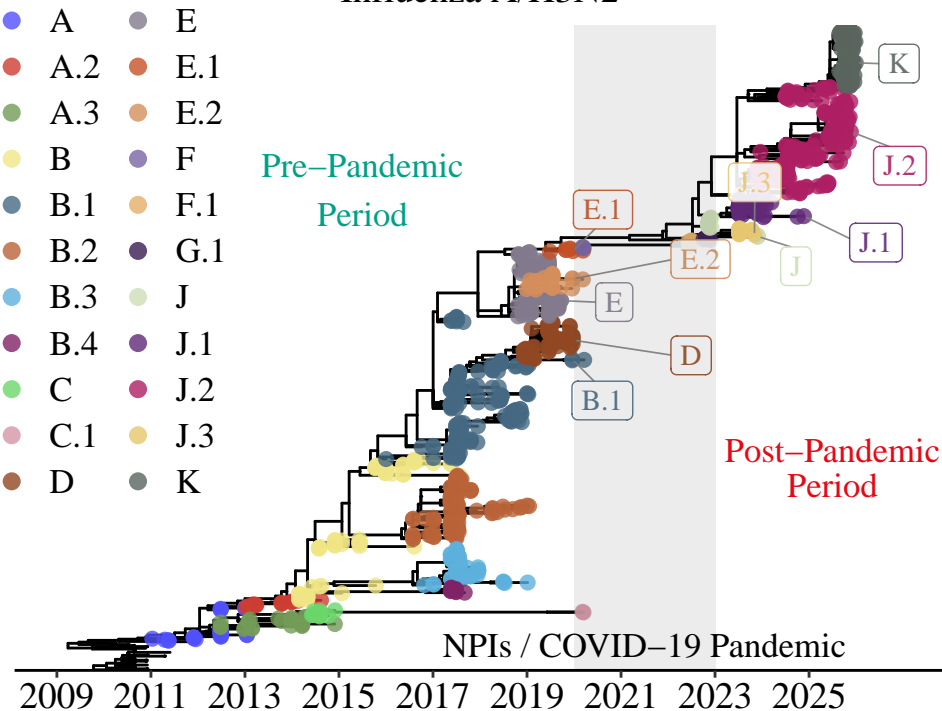 Influenza A/H3N2
A
A.2
A.3
B
B.1
B.2
B.3
B.4
C
C.1
D
E
E.1
E.2
F
F.1
G.1
J
J.1
J.2
J.3
K
Pre−Pandemic
Period
K
J.2
J.3
E.1
J.1
E.2
J
E
D
B.1
Post−Pandemic
Period
NPIs / COVID−19 Pandemic
2009 2011 2013 2015 2017 2019 2021 2023 2025